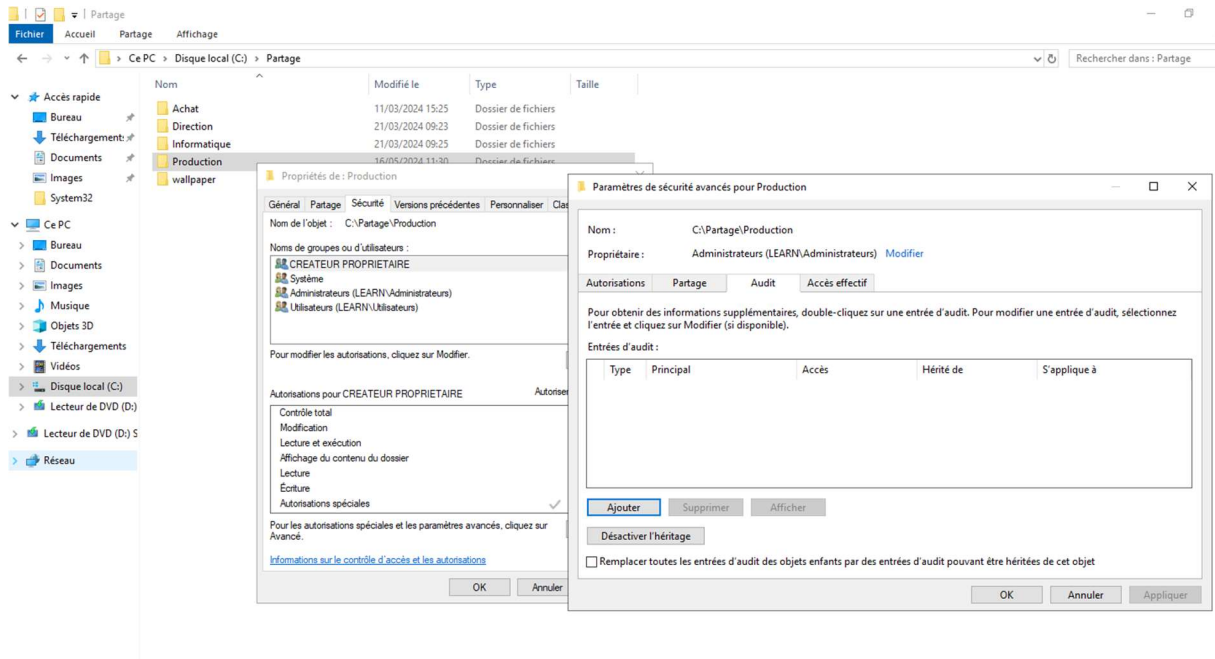 Partage
Fichier Accueil Partage Affichage
Ce PC > Disque local (C:) > Partage
Rechercher dans : Partage
Accès rapide
Bureau
Téléchargement:
Documents
Images
System32
Ce PC
Bureau
Documents
Images
Musique
Objets 3D
Téléchargements
Vidéos
Disque local (C:)
Lecteur de DVD (D:)
Lecteur de DVD (D:) S
Réseau
Nom Modifié le Type Taille
Achat 11/03/2024 15:25 Dossier de fichiers
Direction 21/03/2024 09:23 Dossier de fichiers
Informatique 21/03/2024 09:25 Dossier de fichiers
Production 16/05/2024 11:30 Dossier de fichiers
wallpaper
Propriétés de : Production
Général Partage Sécurité Versions précédentes Personnaliser Clas
Nom de l'objet : C:\Partage\Production
Noms de groupes ou d'utilisateurs :
CREATEUR PROPRIETAIRE
Système
Administrateurs (LEARN\Administrateurs)
Utilisateurs (LEARN\Utilisateurs)
Pour modifier les autorisations, cliquez sur Modifier.
Autorisations pour CREATEUR PROPRIETAIRE Autoriser
Contrôle total
Modification
Lecture et exécution
Affichage du contenu du dossier
Lecture
Écriture
Autorisations spéciales
Pour les autorisations spéciales et les paramètres avancés, cliquez sur
Avancé.
Informations sur le contrôle d'accès et les autorisations
OK Annuler
Paramètres de sécurité avancés pour Production
Nom : C:\Partage\Production
Propriétaire : Administrateurs (LEARN\Administrateurs) Modifier
Autorisations Partage Audit Accès effectif
Pour obtenir des informations supplémentaires, double-cliquez sur une entrée d'audit. Pour modifier une entrée d'audit, sélectionnez
l'entrée et cliquez sur Modifier (si disponible).
Entrées d'audit :
Type Principal Accès Hérité de S'applique à
Ajouter Supprimer Afficher
Désactiver l'héritage
Remplacer toutes les entrées d'audit des objets enfants par des entrées d'audit pouvant être héritées de cet objet
OK Annuler Appliquer